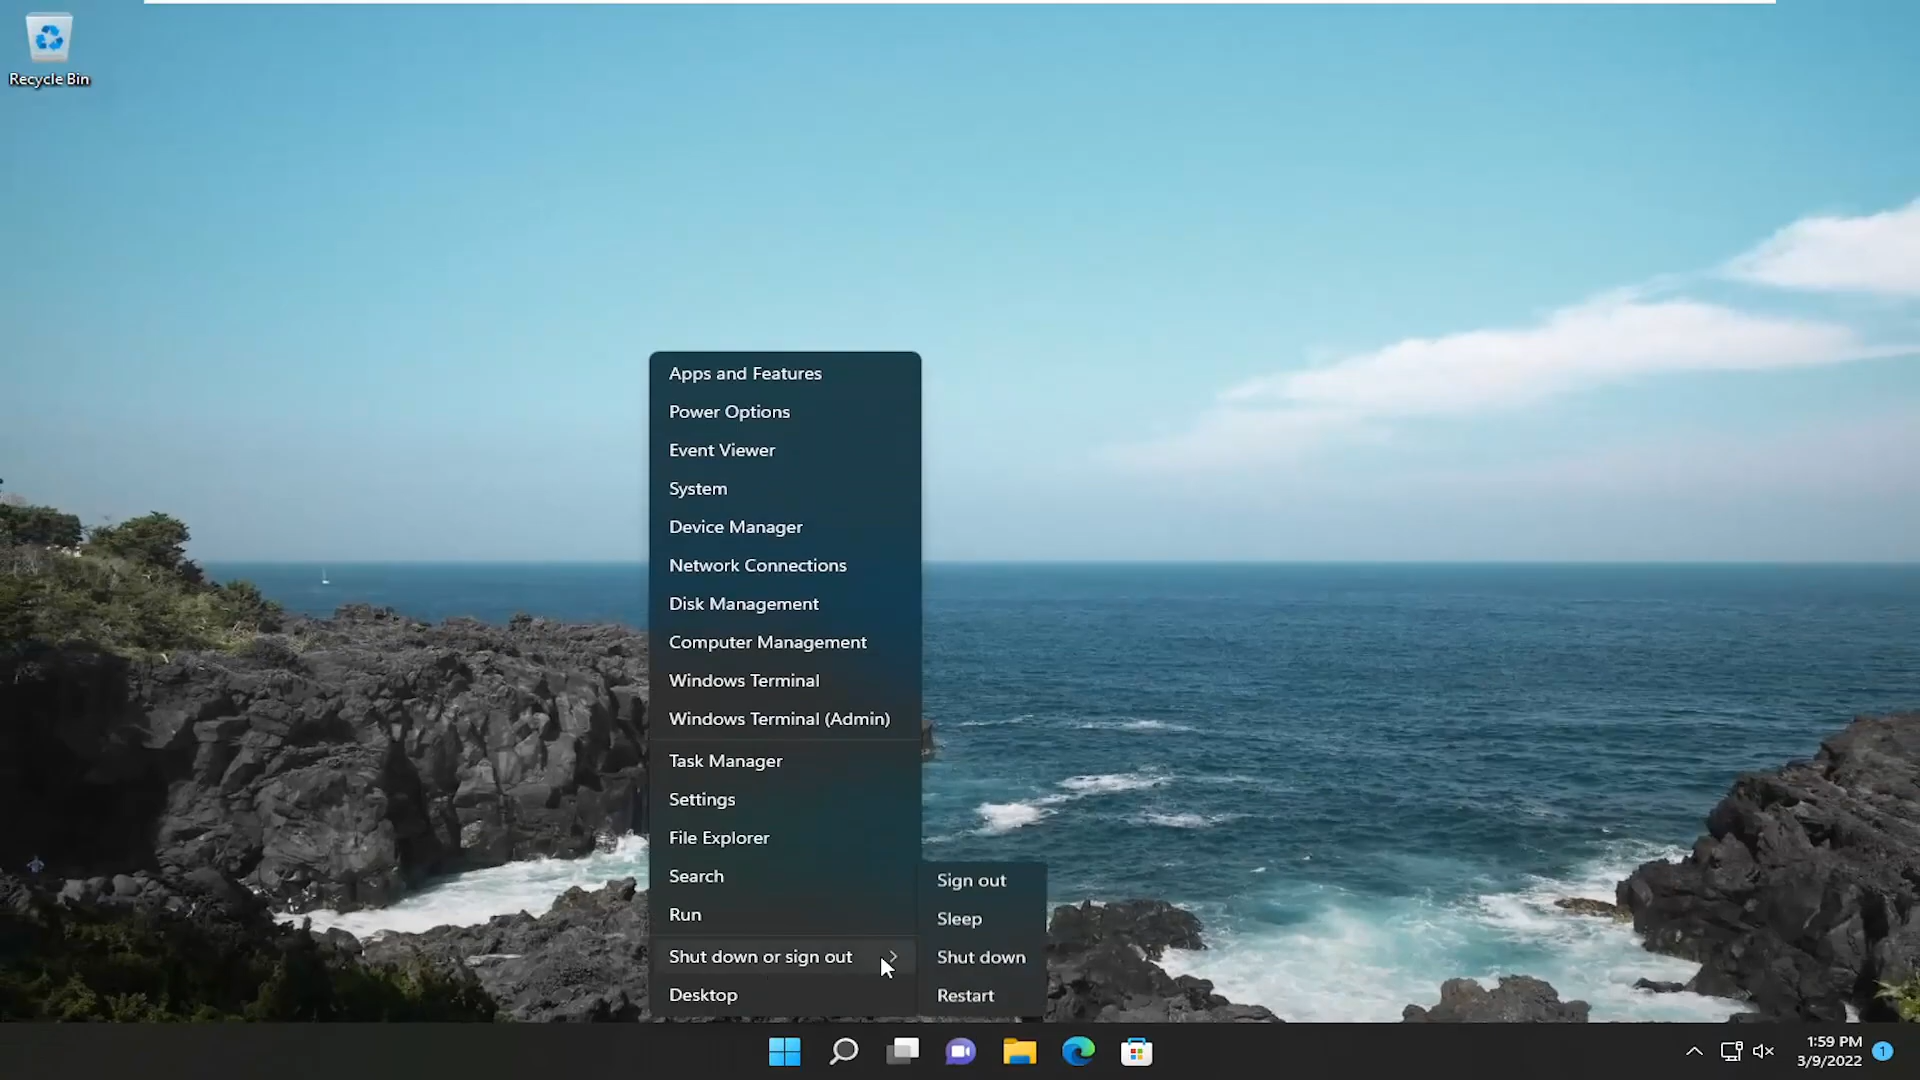 Recycle Bin
Apps and Features
Power Options
Event Viewer
System
Device Manager
Network Connections
Disk Management
Computer Management
Windows Terminal
Windows Terminal (Admin)
Task Manager
Settings
File Explorer
Search
Run
Shut down or sign out
Desktop
Sign out
Sleep
Shut down
Restart
1:59 PM
3/9/2022
1